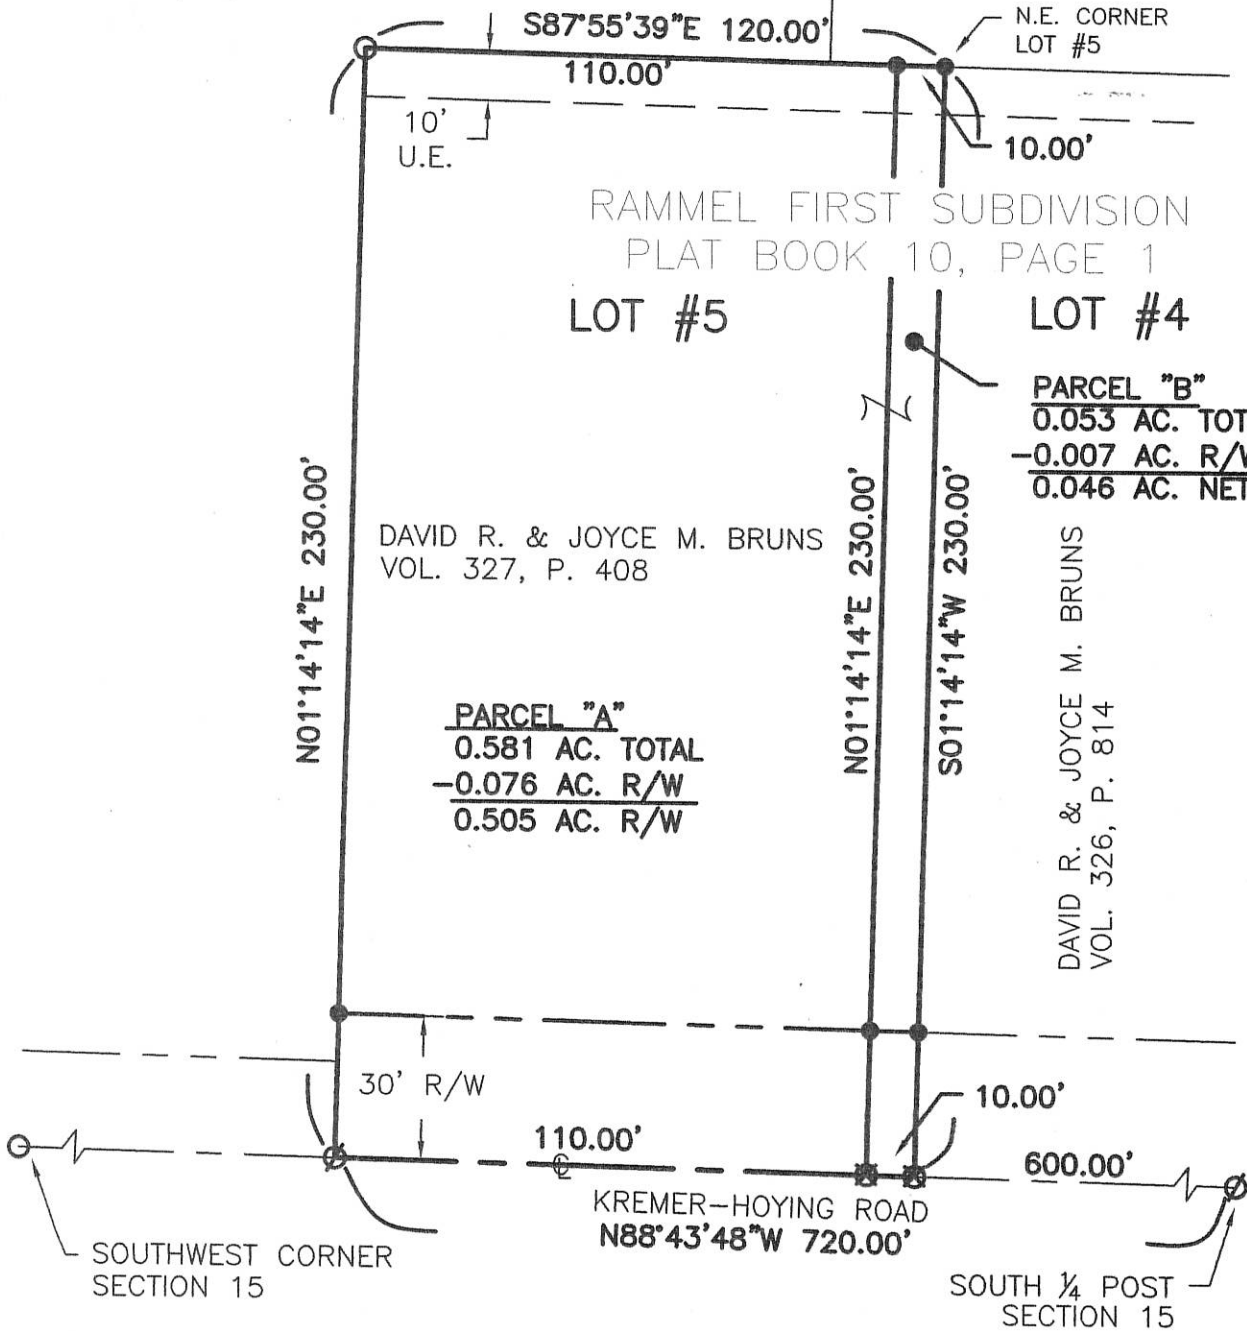 S87°55'39"E 120.00'
N.E. CORNER
LOT #5
110.00'
10'
U.E.
10.00'
RAMMEL FIRST SUBDIVISION
PLAT BOOK 10, PAGE 1
LOT #5
LOT #4
PARCEL "B"
0.053 AC. TOT
-0.007 AC. R/W
0.046 AC. NET
N01°14'14"E 230.00'
DAVID R. & JOYCE M. BRUNS
VOL. 327, P. 408
N01°14'14"E 230.00'
S01°14'14"W 230.00'
DAVID R. & JOYCE M. BRUNS
VOL. 326, P. 814
PARCEL "A"
0.581 AC. TOTAL
-0.076 AC. R/W
0.505 AC. R/W
30' R/W
10.00'
110.00'
℄
600.00'
KREMER-HOYING ROAD
N88°43'48"W 720.00'
SOUTHWEST CORNER
SECTION 15
SOUTH ¼ POST
SECTION 15